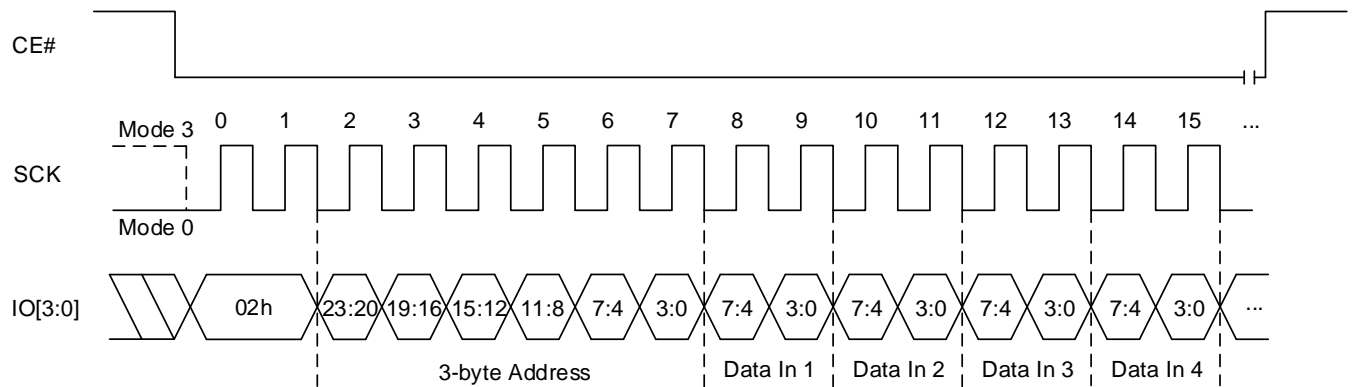 CE#
Mode 3 0 1 2 3 4 5 6 7 8 9 10 11 12 13 14 15 ...
SCK
Mode 0
IO[3:0] 02h 23:20 19:16 15:12 11:8 7:4 3:0 7:4 3:0 7:4 3:0 7:4 3:0 7:4 3:0 ...
3-byte Address Data In 1 Data In 2 Data In 3 Data In 4